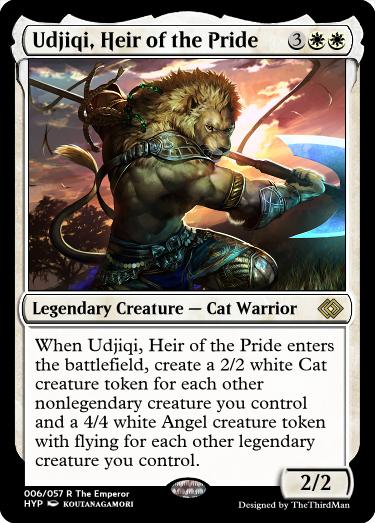 Udjiqi, Heir of the Pride 3
Legendary Creature — Cat Warrior
When Udjiqi, Heir of the Pride enters
the battlefield, create a 2/2 white Cat
creature token for each other
nonlegendary creature you control
and a 4/4 white Angel creature token
with flying for each other legendary
creature you control.
2/2
006/057 R The Emperor
HYP KOUTANAGAMORI
Designed by TheThirdMan